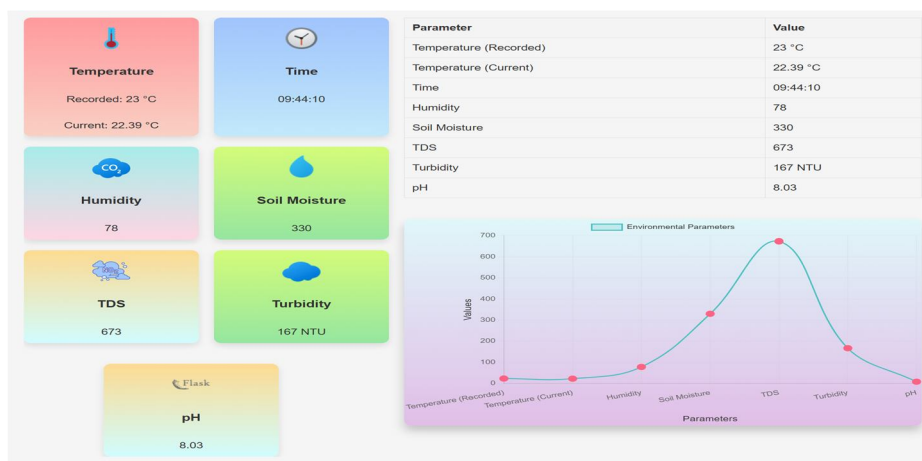 Temperature
Recorded: 23 °C
Current: 22.39 °C
Time
09:44:10
CO2
Humidity
78
Soil Moisture
330
TDS
673
Turbidity
167 NTU
Flask
pH
8.03
Parameter Value
Temperature (Recorded) 23 °C
Temperature (Current) 22.39 °C
Time 09:44:10
Humidity 78
Soil Moisture 330
TDS 673
Turbidity 167 NTU
pH 8.03
Environmental Parameters
700
600
500
400
300
200
100
0
Values
Temperature (Recorded)
Temperature (Current)
Humidity
Soil Moisture
TDS
Turbidity
pH
Parameters